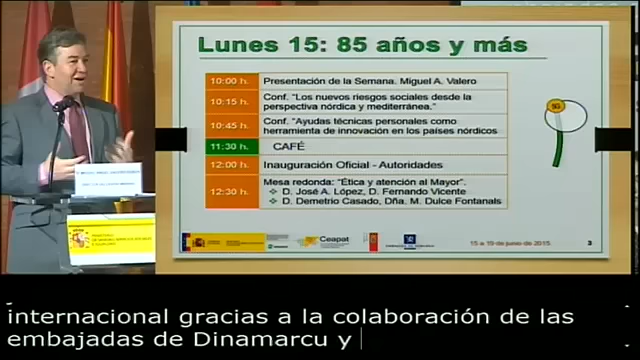 Lunes 15: 85 años y más
10:00 h. Presentación de la Semana. Miguel A. Valero
10:15 h. Conf. "Los nuevos riesgos sociales desde la
perspectiva nórdica y mediterránea."
10:45 h. Conf. "Ayudas técnicas personales como
herramienta de innovación en los países nórdicos
11:30 h. CAFÉ
12:00 h. Inauguración Oficial - Autoridades
12:30 h. Mesa redonda: "Ética y atención al Mayor".
D. José A. López, D. Fernando Vicente
D. Demetrio Casado, Dña. M. Dulce Fontanals
Ceapat
15 a 19 de junio de 2015
3
internacional gracias a la colaboración de las
embajadas de Dinamarcu y